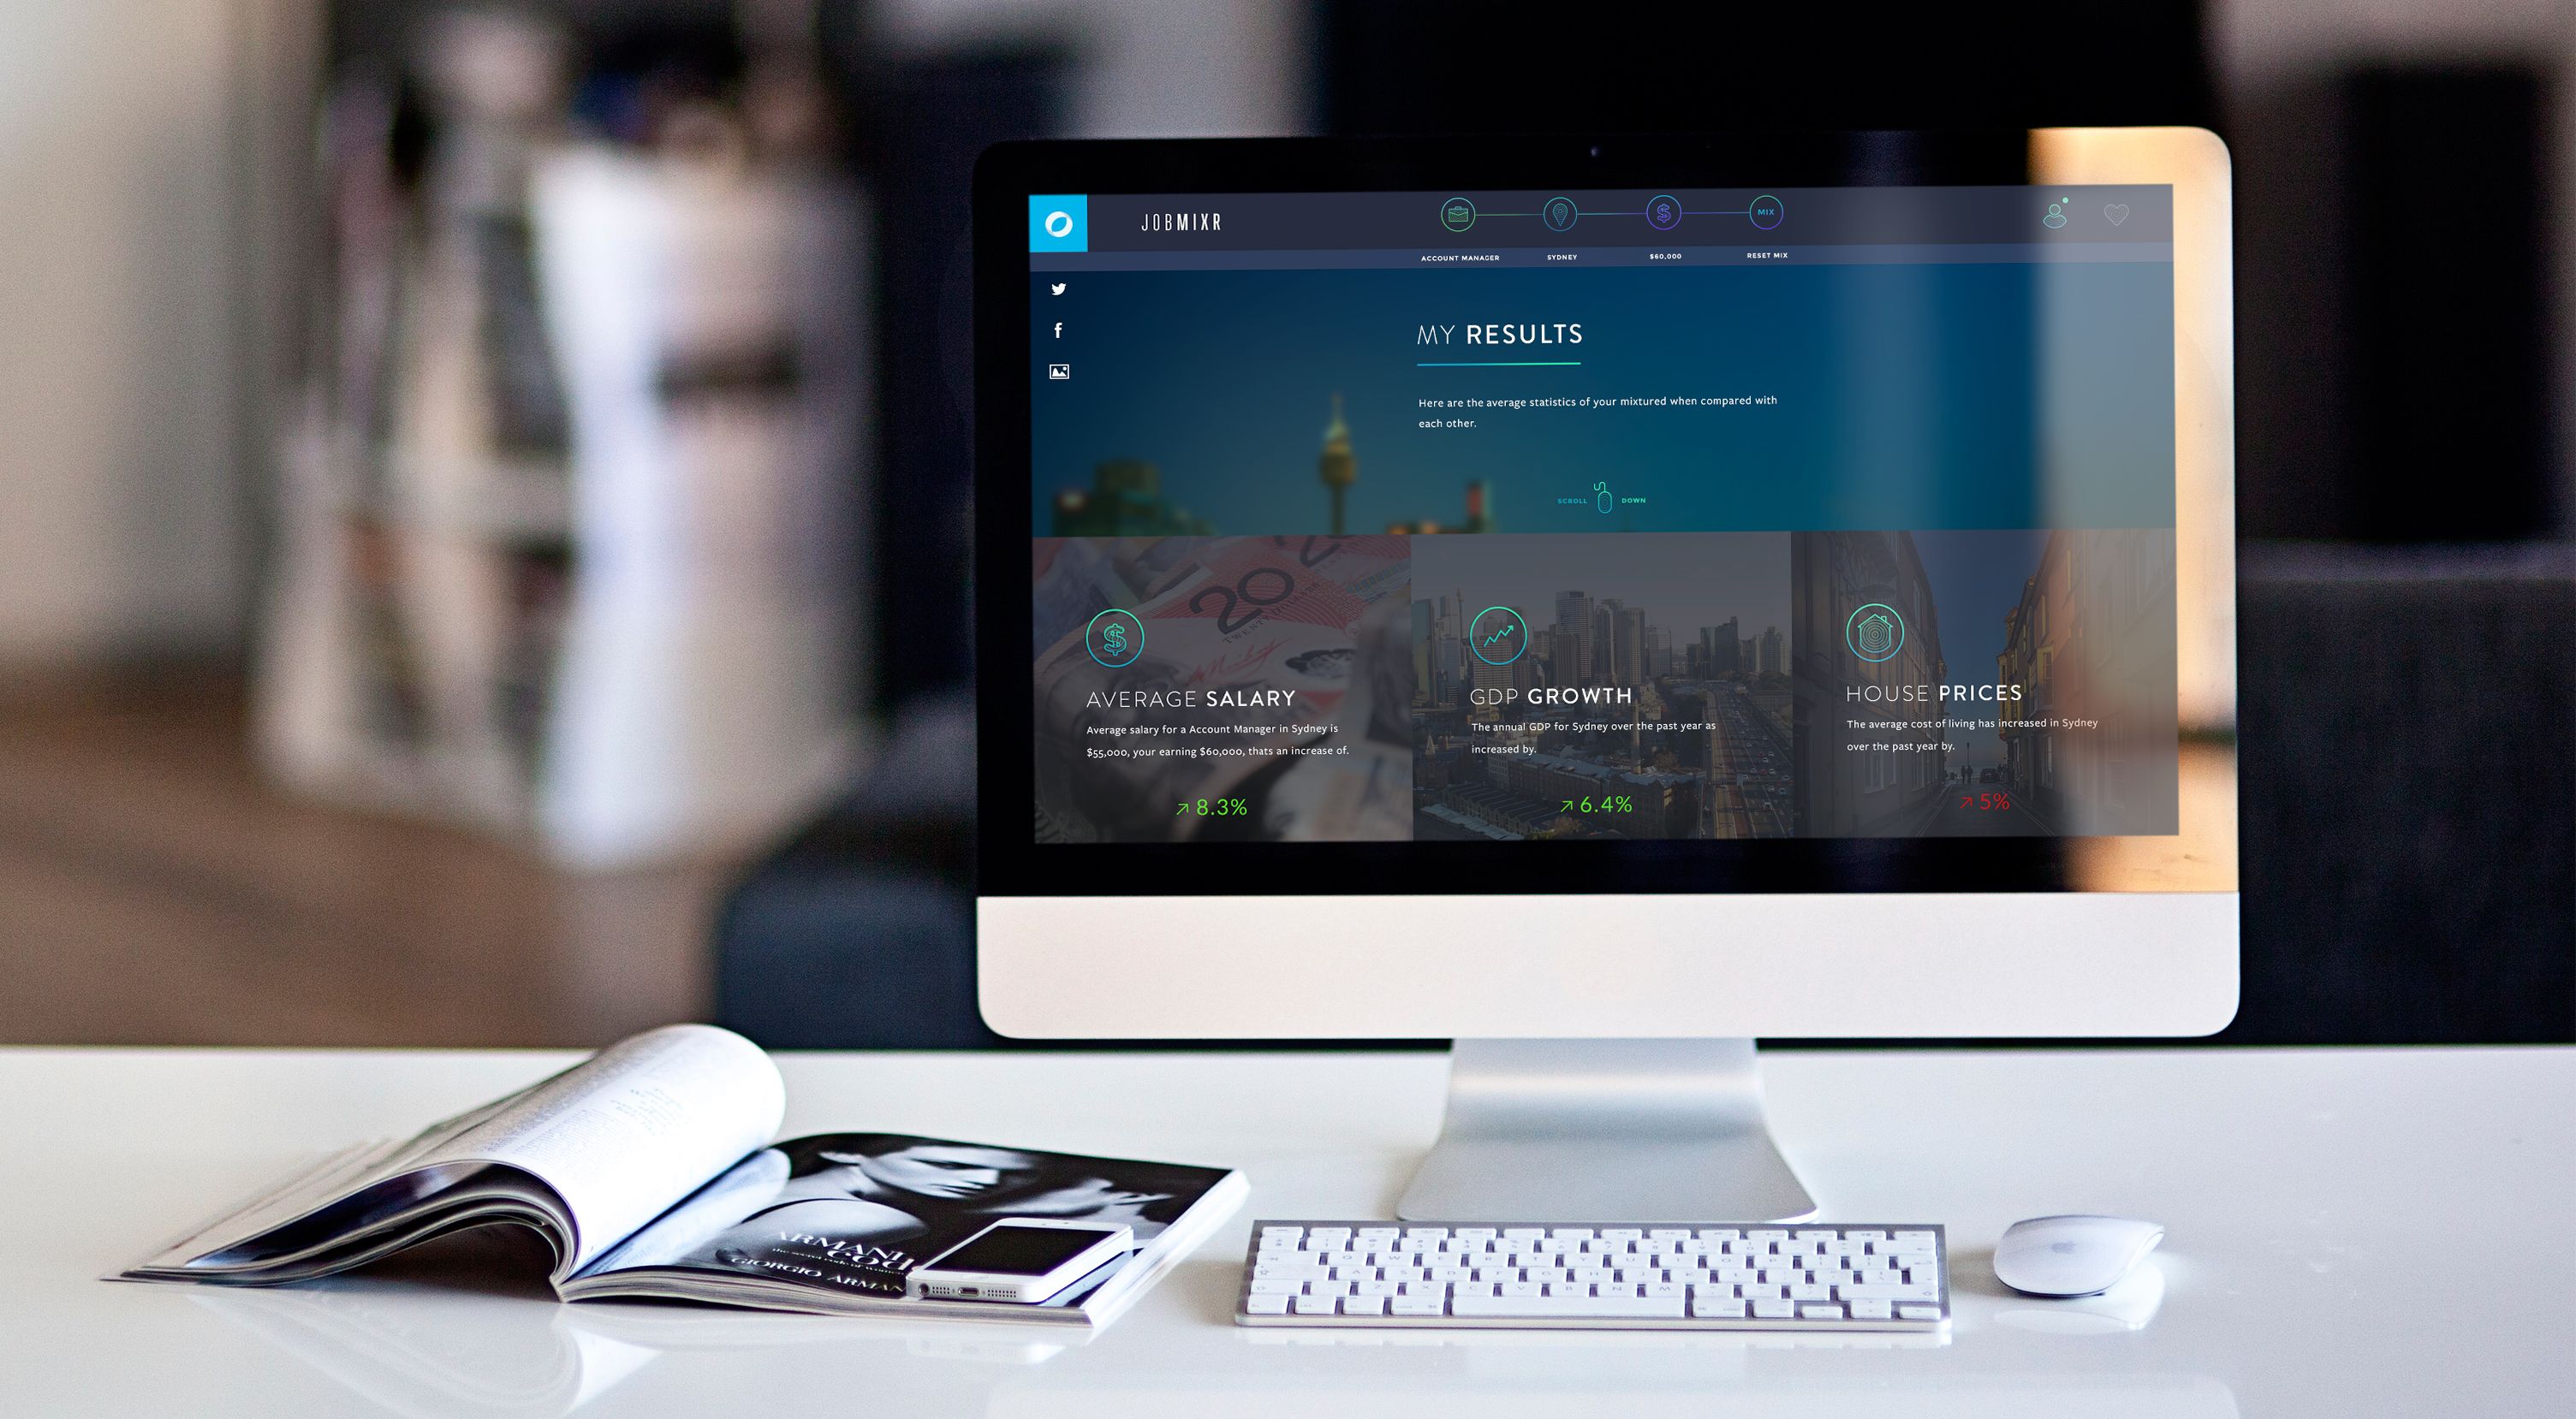 JOBMIXR
MIX
ACCOUNT MANAGER
SYDNEY
$60,000
RESET MIX
MY RESULTS
Here are the average statistics of your mixtured when compared with
each other.
SCROLL
DOWN
20
AVERAGE SALARY
Average salary for a Account Manager in Sydney is
$55,000, your earning $60,000, thats an increase of.
8.3%
GDP GROWTH
The annual GDP for Sydney over the past year as
increased by.
6.4%
HOUSE PRICES
The average cost of living has increased in Sydney
over the past year by.
5%
ARMANI
GIORGIO ARMAN